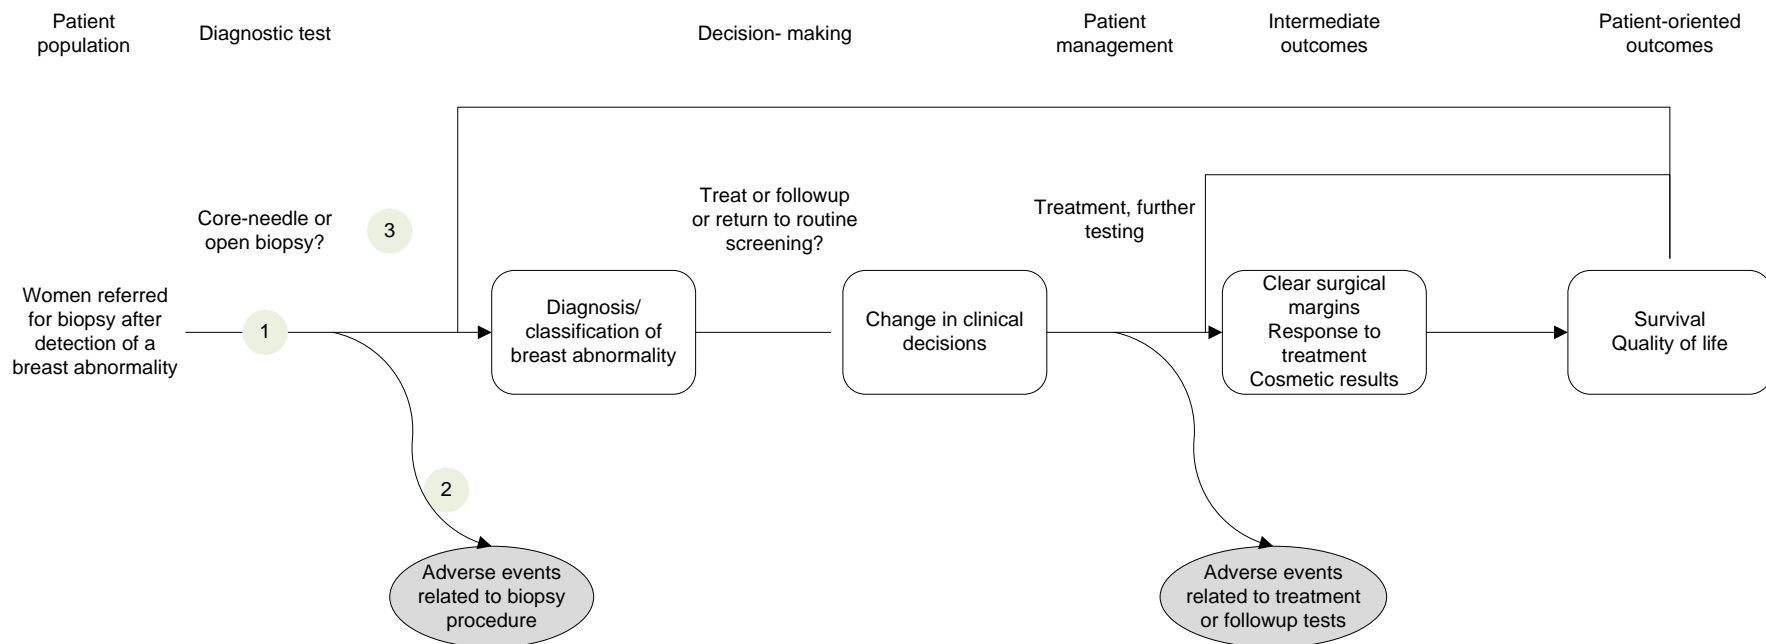 Patient
population
Diagnostic test
Decision- making
Patient
management
Intermediate
outcomes
Patient-oriented
outcomes
Core-needle or
open biopsy?
3
Treat or followup
or return to routine
screening?
Treatment, further
testing
Women referred
for biopsy after
detection of a
breast abnormality
1
Diagnosis/
classification of
breast abnormality
Change in clinical
decisions
Clear surgical
margins
Response to
treatment
Cosmetic results
Survival
Quality of life
2
Adverse events
related to biopsy
procedure
Adverse events
related to treatment
or followup tests